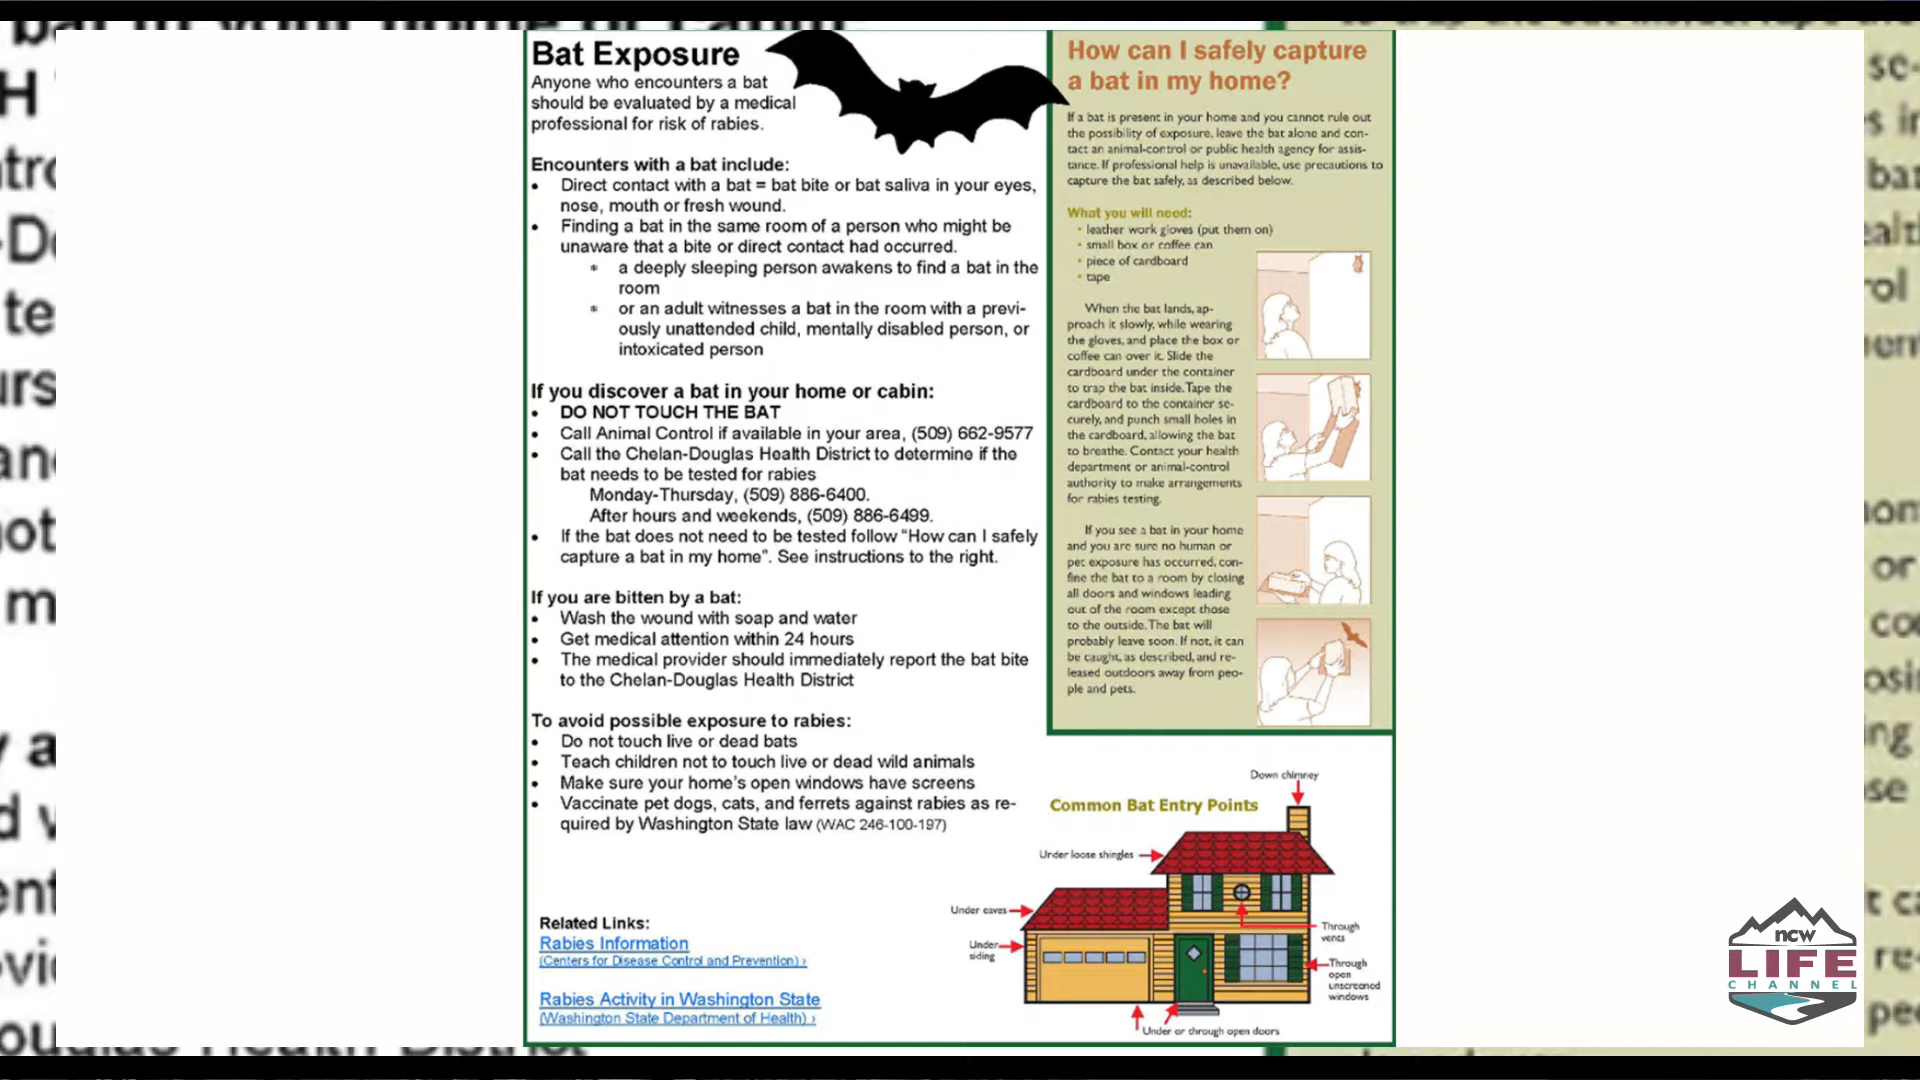 Bat Exposure
Anyone who encounters a bat
should be evaluated by a medical
professional for risk of rabies.
Encounters with a bat include:
• Direct contact with a bat = bat bite or bat saliva in your eyes,
nose, mouth or fresh wound.
• Finding a bat in the same room of a person who might be
unaware that a bite or direct contact had occurred.
* a deeply sleeping person awakens to find a bat in the
room
* or an adult witnesses a bat in the room with a previ-
ously unattended child, mentally disabled person, or
intoxicated person
If you discover a bat in your home or cabin:
• DO NOT TOUCH THE BAT
• Call Animal Control if available in your area, (509) 662-9577
• Call the Chelan-Douglas Health District to determine if the
bat needs to be tested for rabies
Monday-Thursday, (509) 886-6400.
After hours and weekends, (509) 886-6499.
• If the bat does not need to be tested follow “How can I safely
capture a bat in my home”. See instructions to the right.
If you are bitten by a bat:
• Wash the wound with soap and water
• Get medical attention within 24 hours
• The medical provider should immediately report the bat bite
to the Chelan-Douglas Health District
To avoid possible exposure to rabies:
• Do not touch live or dead bats
• Teach children not to touch live or dead wild animals
• Make sure your home’s open windows have screens
• Vaccinate pet dogs, cats, and ferrets against rabies as re-
quired by Washington State law (WAC 246-100-197)
Related Links:
Rabies Information
(Centers for Disease Control and Prevention) ›
Rabies Activity in Washington State
(Washington State Department of Health) ›
How can I safely capture
a bat in my home?
If a bat is present in your home and you cannot rule out
the possibility of exposure, leave the bat alone and con-
tact an animal-control or public health agency for assis-
tance. If professional help is unavailable, use precautions to
capture the bat safely, as described below.
What you will need:
• leather work gloves (put them on)
• small box or coffee can
• piece of cardboard
• tape
When the bat lands, ap-
proach it slowly, while wearing
the gloves, and place the box or
coffee can over it. Slide the
cardboard under the container
to trap the bat inside. Tape the
cardboard to the container se-
curely, and punch small holes in
the cardboard, allowing the bat
to breathe. Contact your health
department or animal-control
authority to make arrangements
for rabies testing.
If you see a bat in your home
and you are sure no human or
pet exposure has occurred, con-
fine the bat to a room by closing
all doors and windows leading
out of the room except those
to the outside. The bat will
probably leave soon. If not, it can
be caught, as described, and re-
leased outdoors away from peo-
ple and pets.
Common Bat Entry Points
Down chimney
Under loose shingles
Under eaves
Under
siding
Through
vents
Through
open
unscreened
windows
Under or through open doors
ncw
LIFE
CHANNEL